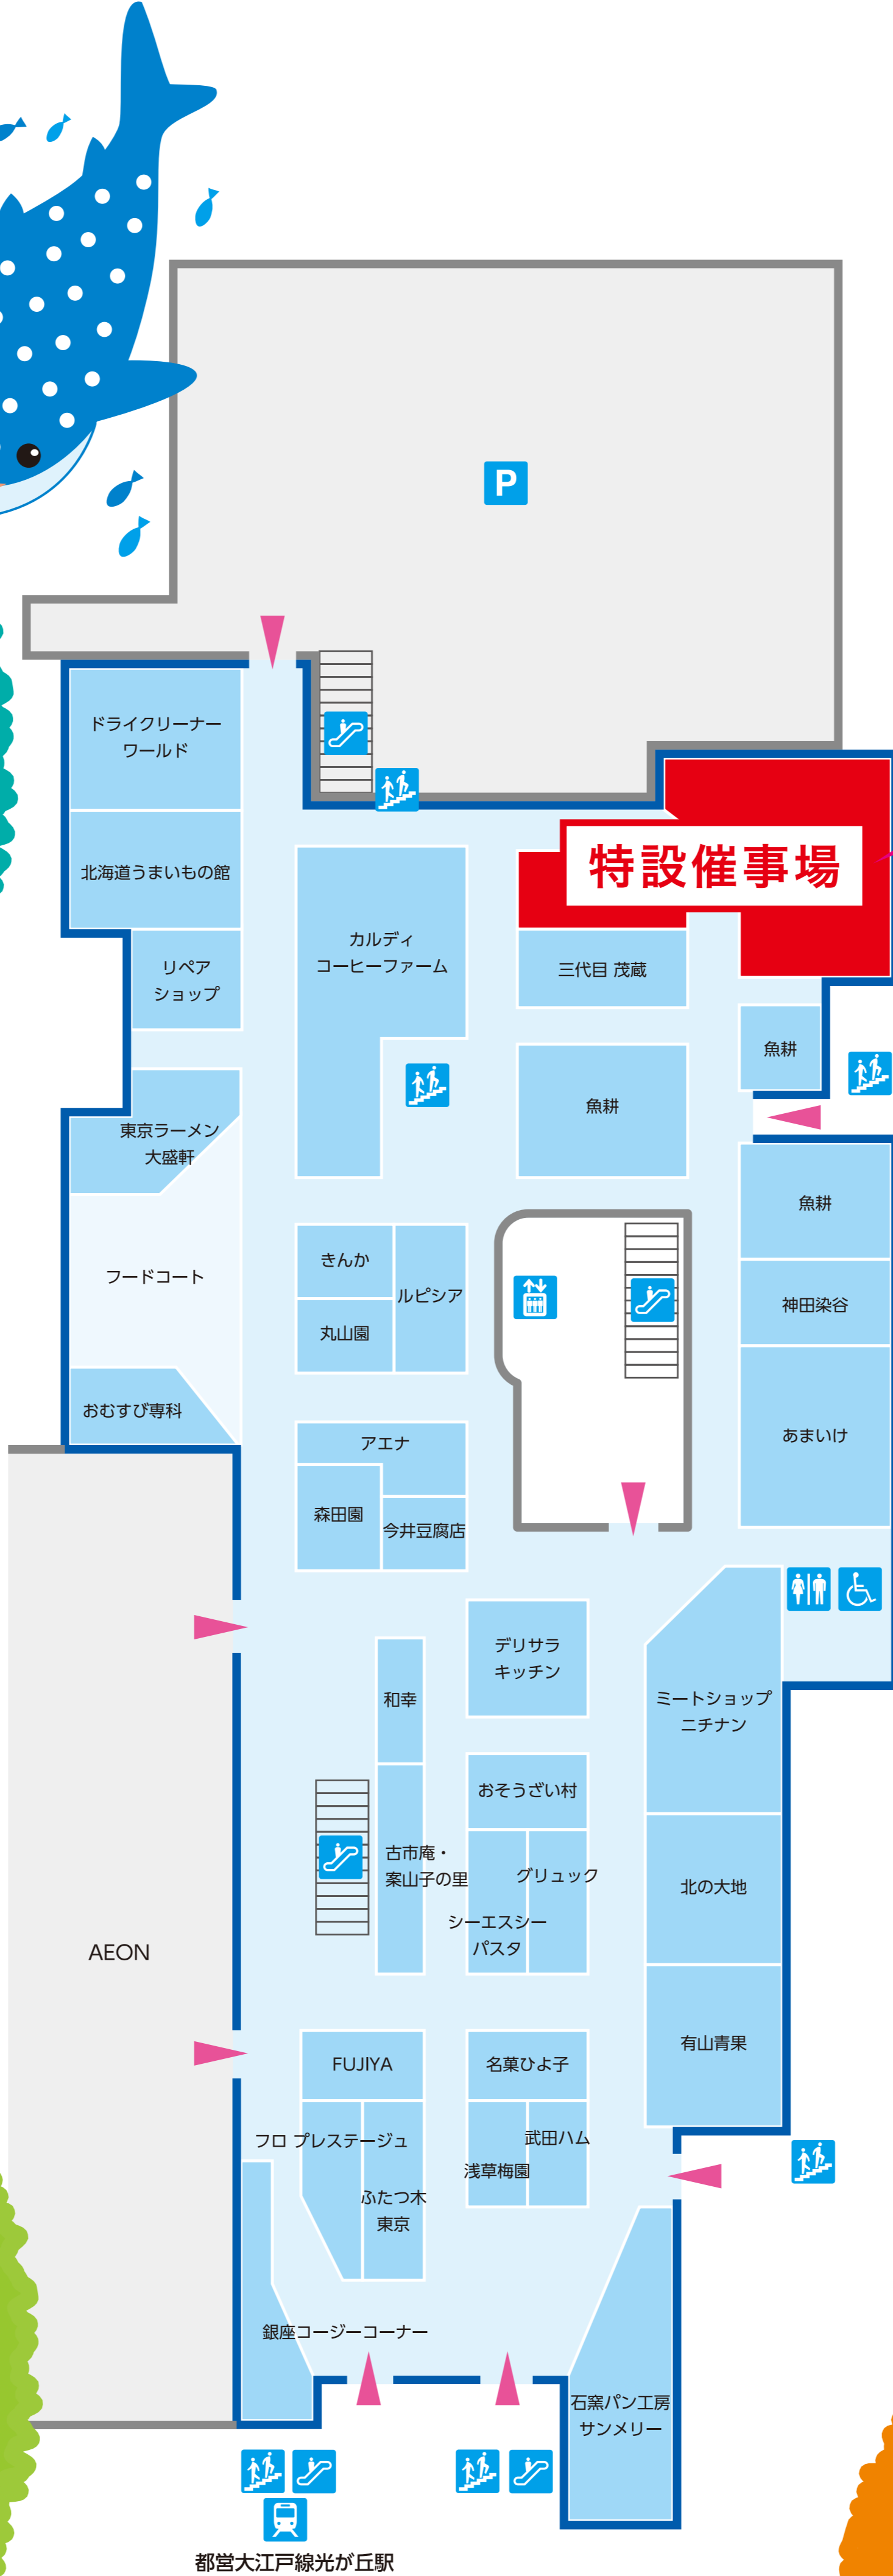 P
ドライクリーナー
ワールド
北海道うまいもの館
リペア
ショップ
カルディ
コーヒーファーム
特設催事場
三代目 茂蔵
魚耕
魚耕
東京ラーメン
大盛軒
魚耕
フードコート
きんか
ルピシア
丸山園
神田染谷
おむすび専科
アエナ
森田園
今井豆腐店
あまいけ
デリサラ
キッチン
和幸
ミートショップ
ニチナン
おそうざい村
古市庵・
案山子の里
グリュック
シーエスシー
パスタ
北の大地
AEON
有山青果
FUJIYA
名菓ひよ子
フロ プレステージュ
武田ハム
浅草梅園
ふたつ木
東京
銀座コージーコーナー
石窯パン工房
サンメリー
都営大江戸線光が丘駅